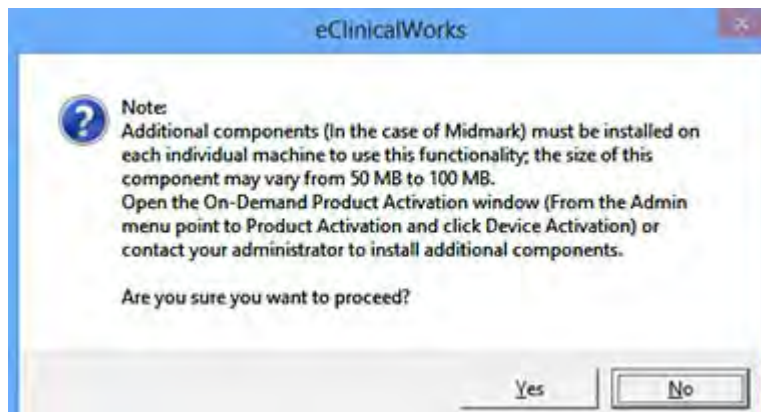 eClinicalWorks
Note:
Additional components (In the case of Midmark) must be installed on
each individual machine to use this functionality; the size of this
component may vary from 50 MB to 100 MB.
Open the On-Demand Product Activation window (From the Admin
menu point to Product Activation and click Device Activation) or
contact your administrator to install additional components.
Are you sure you want to proceed?
Yes No